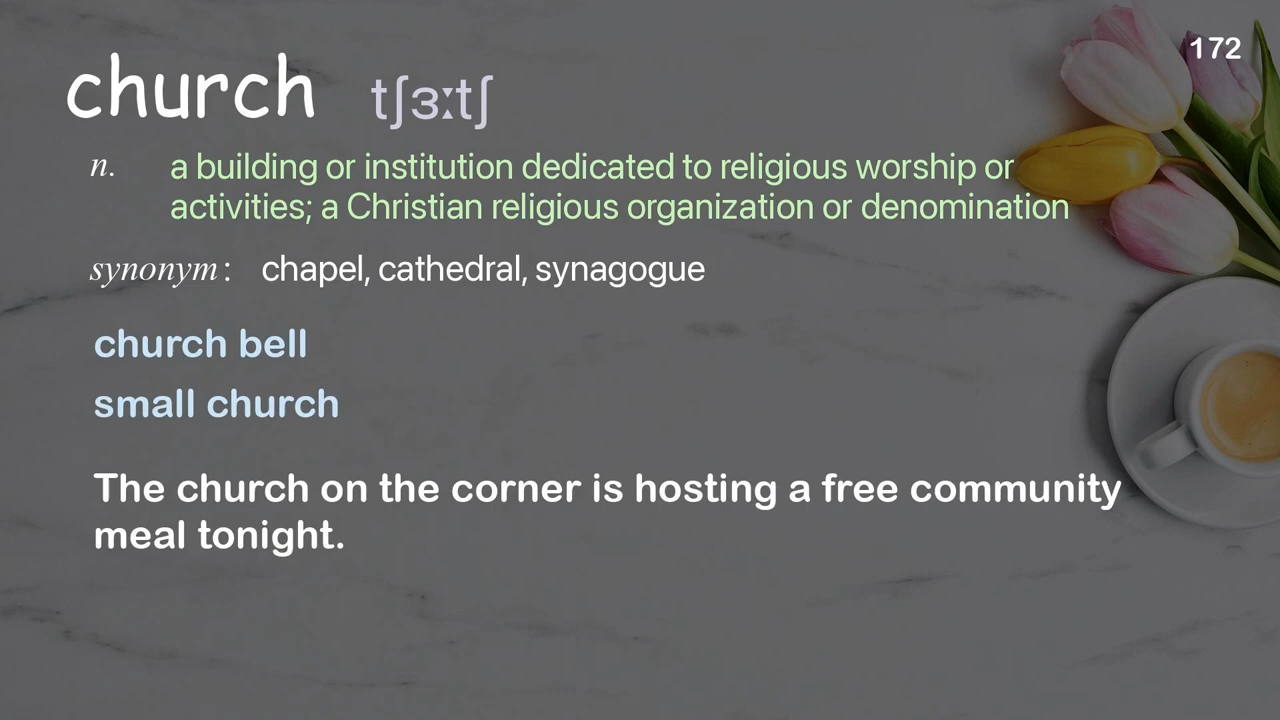 172
church tʃɜːtʃ
n. a building or institution dedicated to religious worship or
activities; a Christian religious organization or denomination
synonym: chapel, cathedral, synagogue
church bell
small church
The church on the corner is hosting a free community
meal tonight.